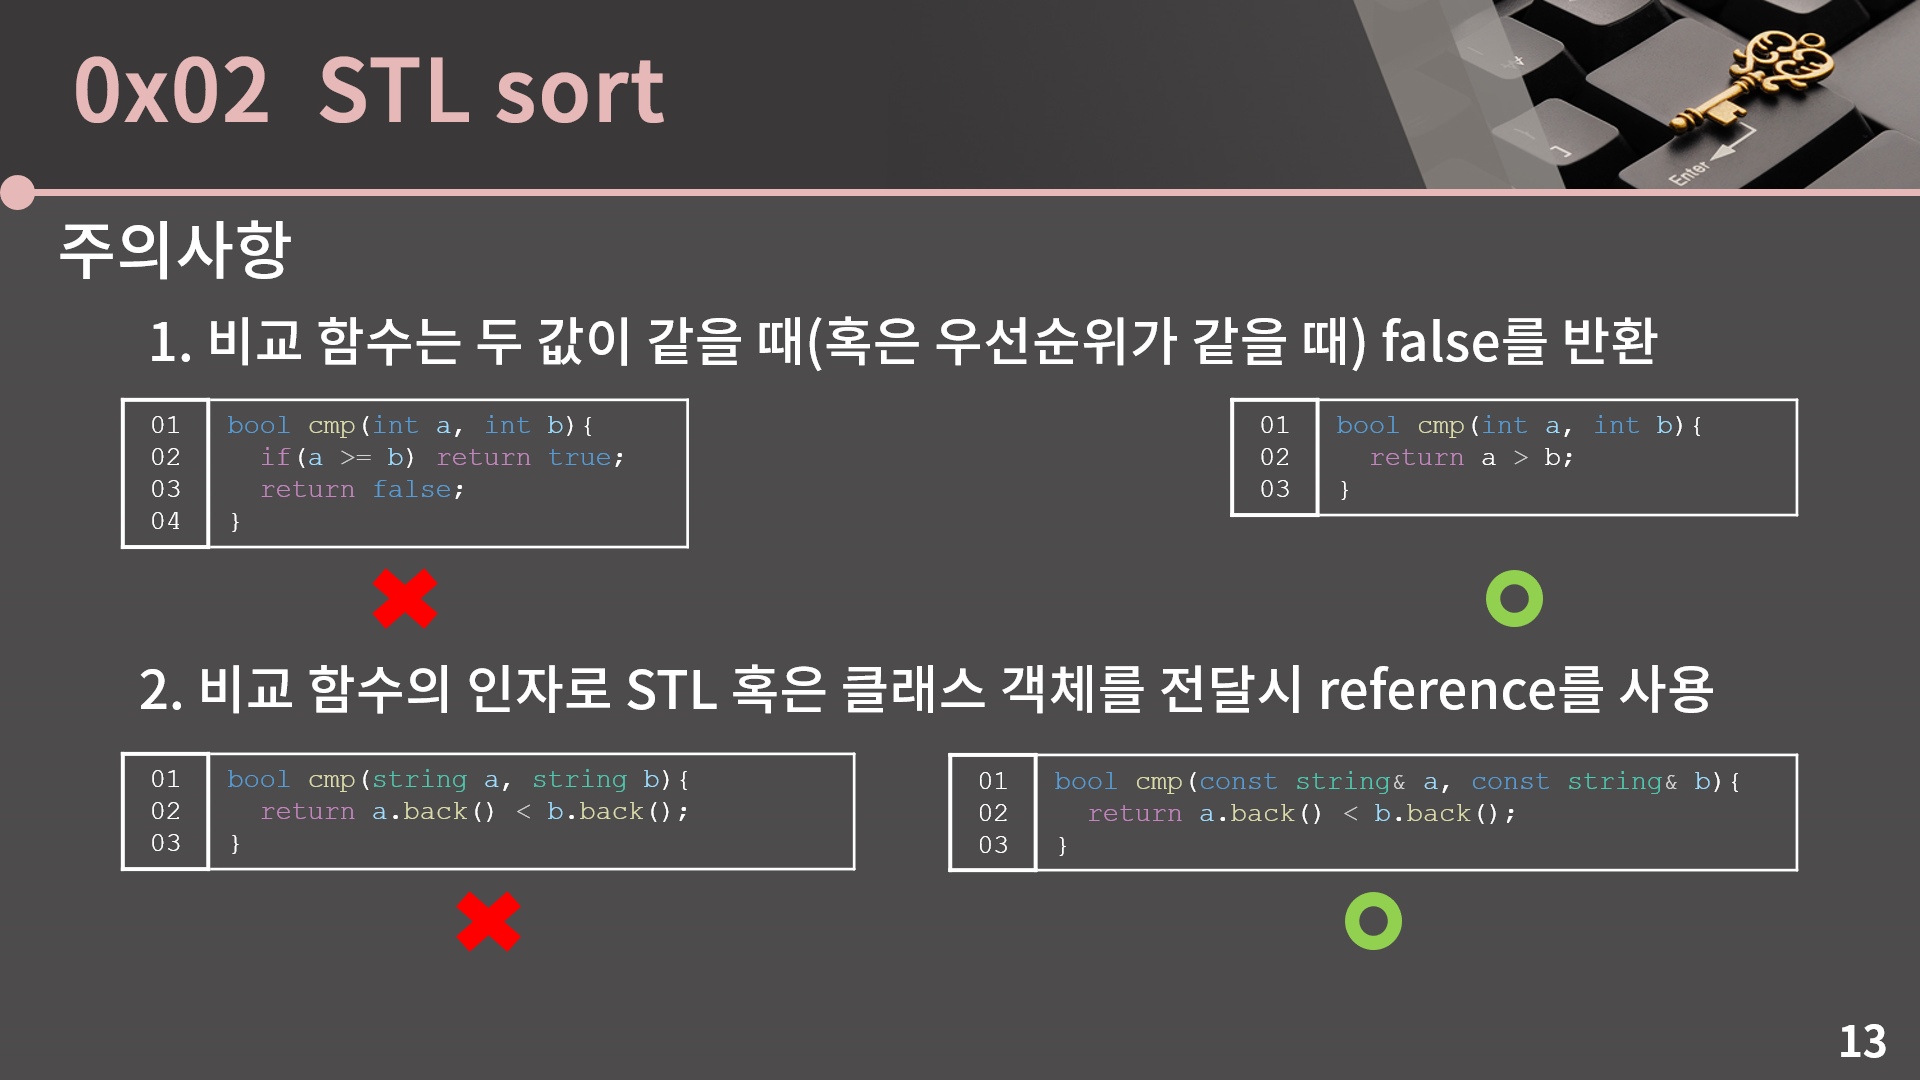 0x02 STL sort
Enter
주의사항
1. 비교 함수는 두 값이 같을 때(혹은 우선순위가 같을 때) false를 반환
01 bool cmp(int a, int b){
02 if(a >= b) return true;
03 return false;
04 }
01 bool cmp(int a, int b){
02 return a > b;
03 }
2. 비교 함수의 인자로 STL 혹은 클래스 객체를 전달시 reference를 사용
01 bool cmp(string a, string b){
02 return a.back() < b.back();
03 }
01 bool cmp(const string& a, const string& b){
02 return a.back() < b.back();
03 }
13